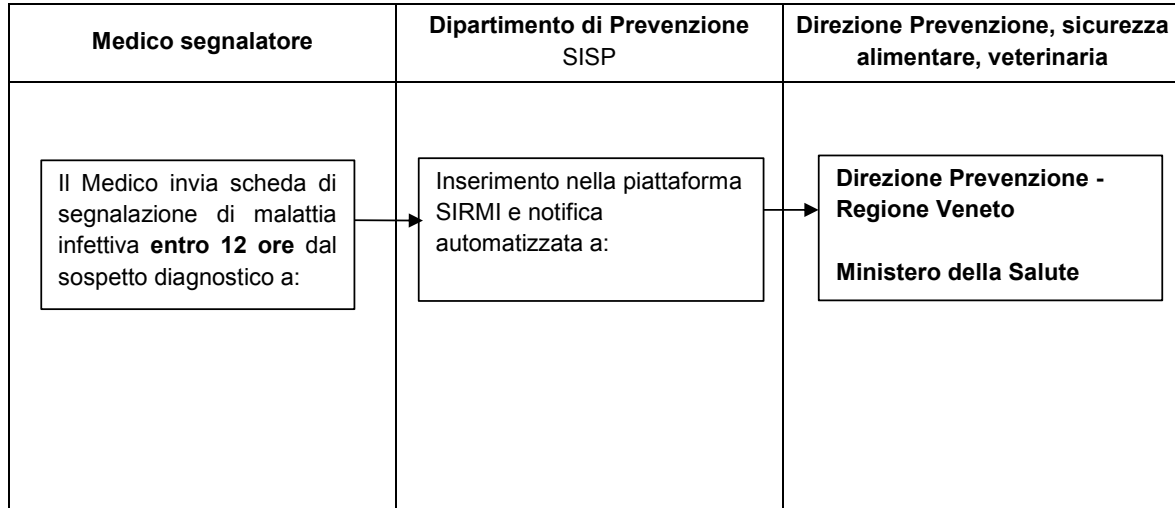 Medico segnalatore
Dipartimento di Prevenzione
SISP
Direzione Prevenzione, sicurezza
alimentare, veterinaria
Il Medico invia scheda di
segnalazione di malattia
infettiva entro 12 ore dal
sospetto diagnostico a:
Inserimento nella piattaforma
SIRMI e notifica
automatizzata a:
Direzione Prevenzione -
Regione Veneto
Ministero della Salute